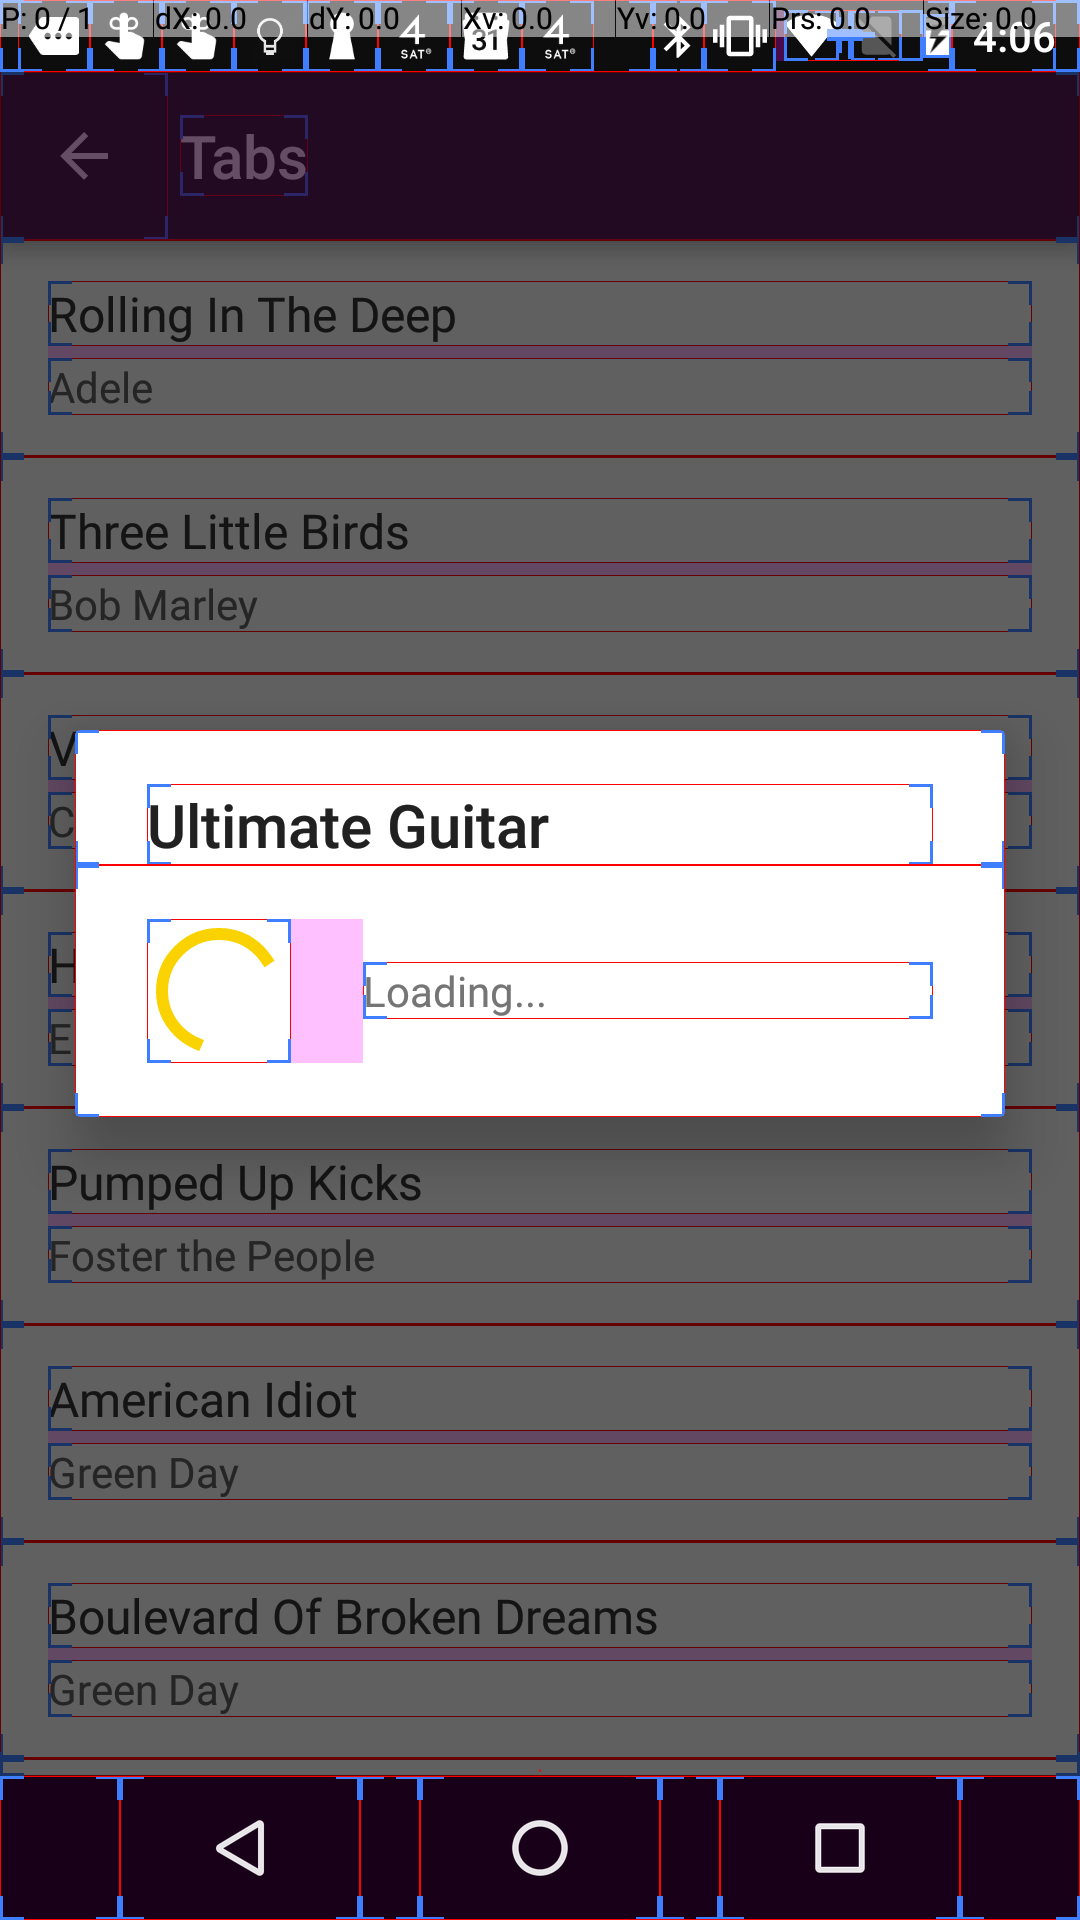 P: 0 / 1 dX: 0.0 dY: 0.0 Xv: 0.0 Yv: 0.0 Prs: 0.0 Size: 0.0
4 SAT® 31 4 SAT® 4:06
Tabs
Rolling In The Deep
Adele
Three Little Birds
Bob Marley
V
C
Ultimate Guitar
H
Loading...
E
Pumped Up Kicks
Foster the People
American Idiot
Green Day
Boulevard Of Broken Dreams
Green Day